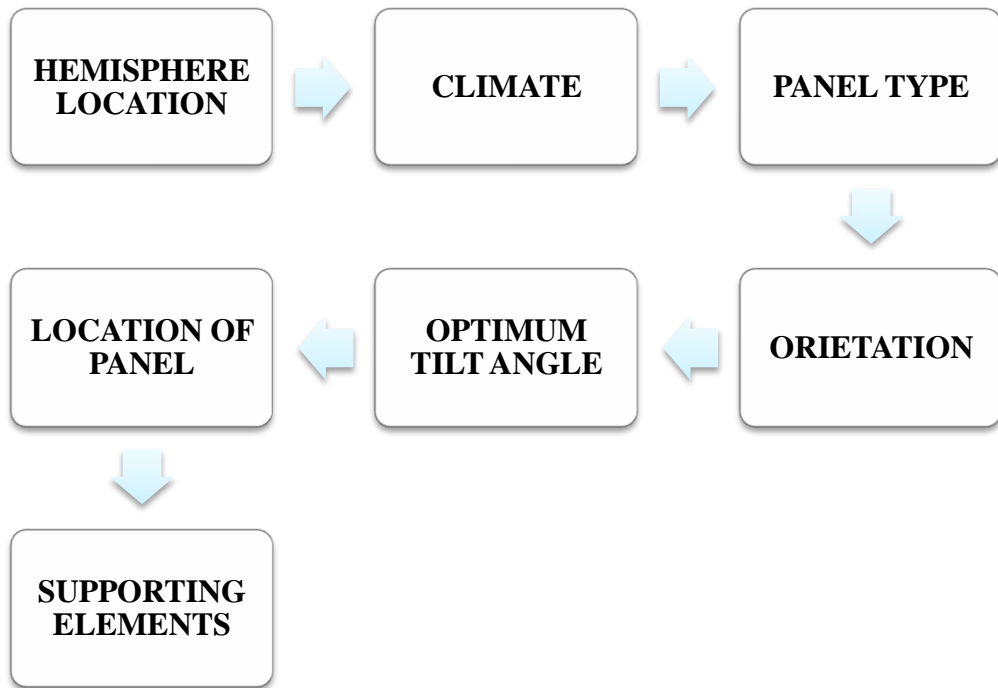 HEMISPHERE
LOCATION
CLIMATE
PANEL TYPE
ORIETATION
OPTIMUM
TILT ANGLE
LOCATION OF
PANEL
SUPPORTING
ELEMENTS